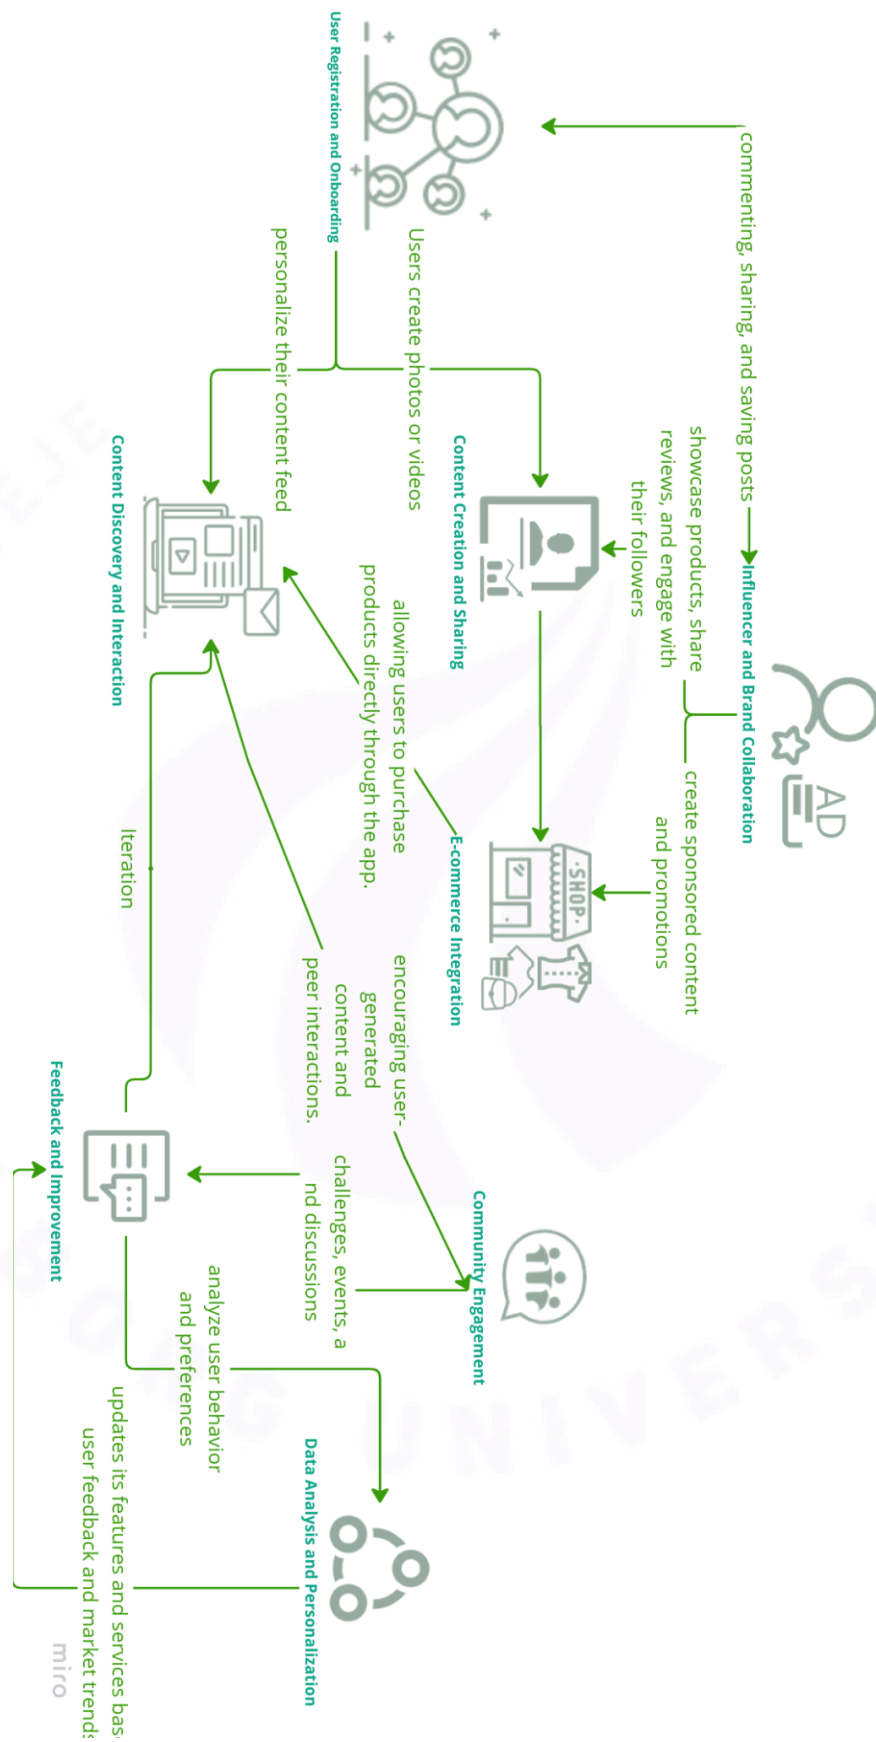 AD
Influencer and Brand Collaboration
commenting, sharing, and saving posts
showcase products, share
reviews, and engage with
their followers
create sponsored content
and promotions
·SHOP·
User Registration and Onboarding
Users create photos or videos
personalize their content feed
Content Creation and Sharing
E-commerce Integration
Community Engagement
allowing users to purchase
products directly through the app.
encouraging user-
generated
content and
peer interactions.
challenges, events, a
nd discussions
Content Discovery and Interaction
Iteration
Feedback and Improvement
analyze user behavior
and preferences
Data Analysis and Personalization
updates its features and services bas
user feedback and market trends
miro
UNIVERS